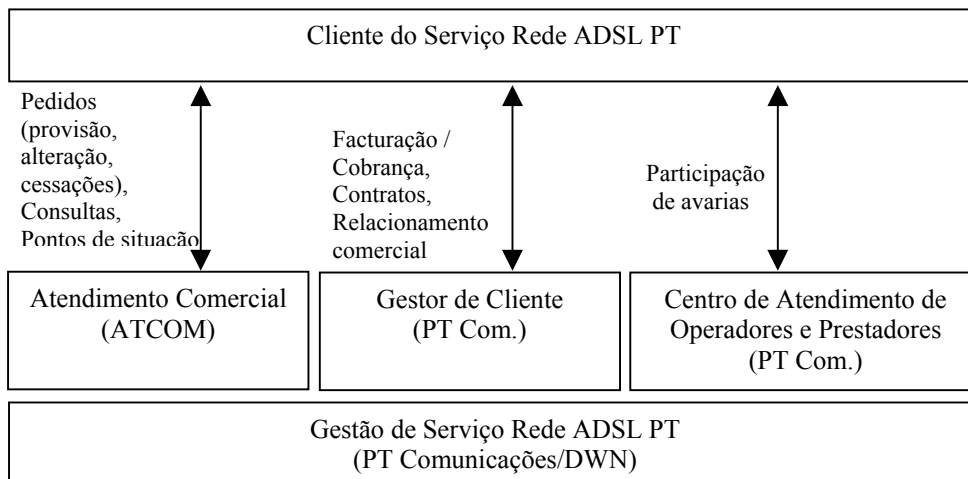 Cliente do Serviço Rede ADSL PT
Pedidos
(provisão,
alteração,
cessações),
Consultas,
Pontos de situação
Facturação /
Cobrança,
Contratos,
Relacionamento
comercial
Participação
de avarias
Atendimento Comercial
(ATCOM)
Gestor de Cliente
(PT Com.)
Centro de Atendimento de
Operadores e Prestadores
(PT Com.)
Gestão de Serviço Rede ADSL PT
(PT Comunicações/DWN)